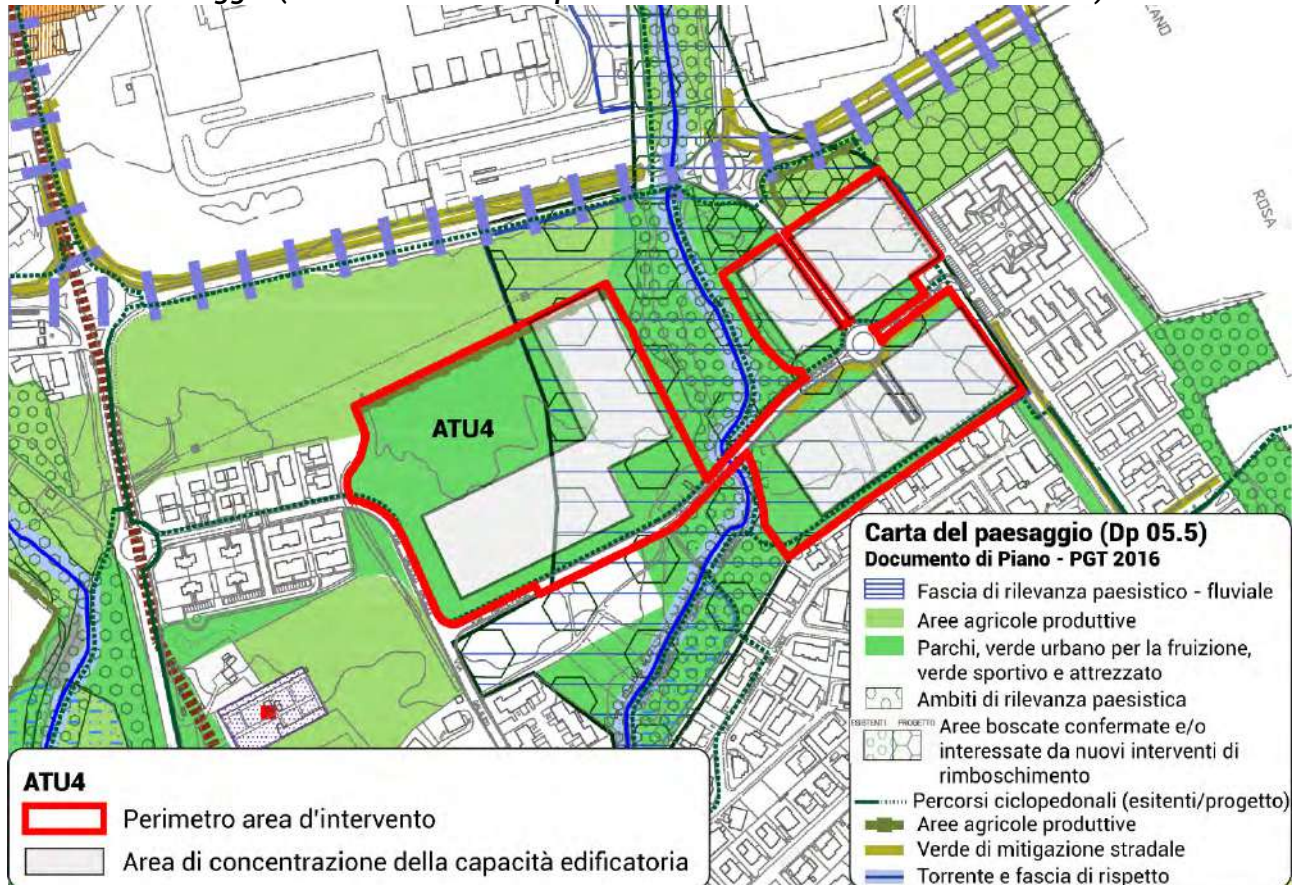 ZANO
ROSA
ATU4
Carta del paesaggio (Dp 05.5)
Documento di Piano - PGT 2016
Fascia di rilevanza paesistico - fluviale
Aree agricole produttive
Parchi, verde urbano per la fruizione,
verde sportivo e attrezzato
Ambiti di rilevanza paesistica
ESISTENTI PROGETTO
Aree boscate confermate e/o
interessate da nuovi interventi di
rimboschimento
Percorsi ciclopedonali (esitenti/progetto)
Aree agricole produttive
Verde di mitigazione stradale
Torrente e fascia di rispetto
ATU4
Perimetro area d'intervento
Area di concentrazione della capacità edificatoria